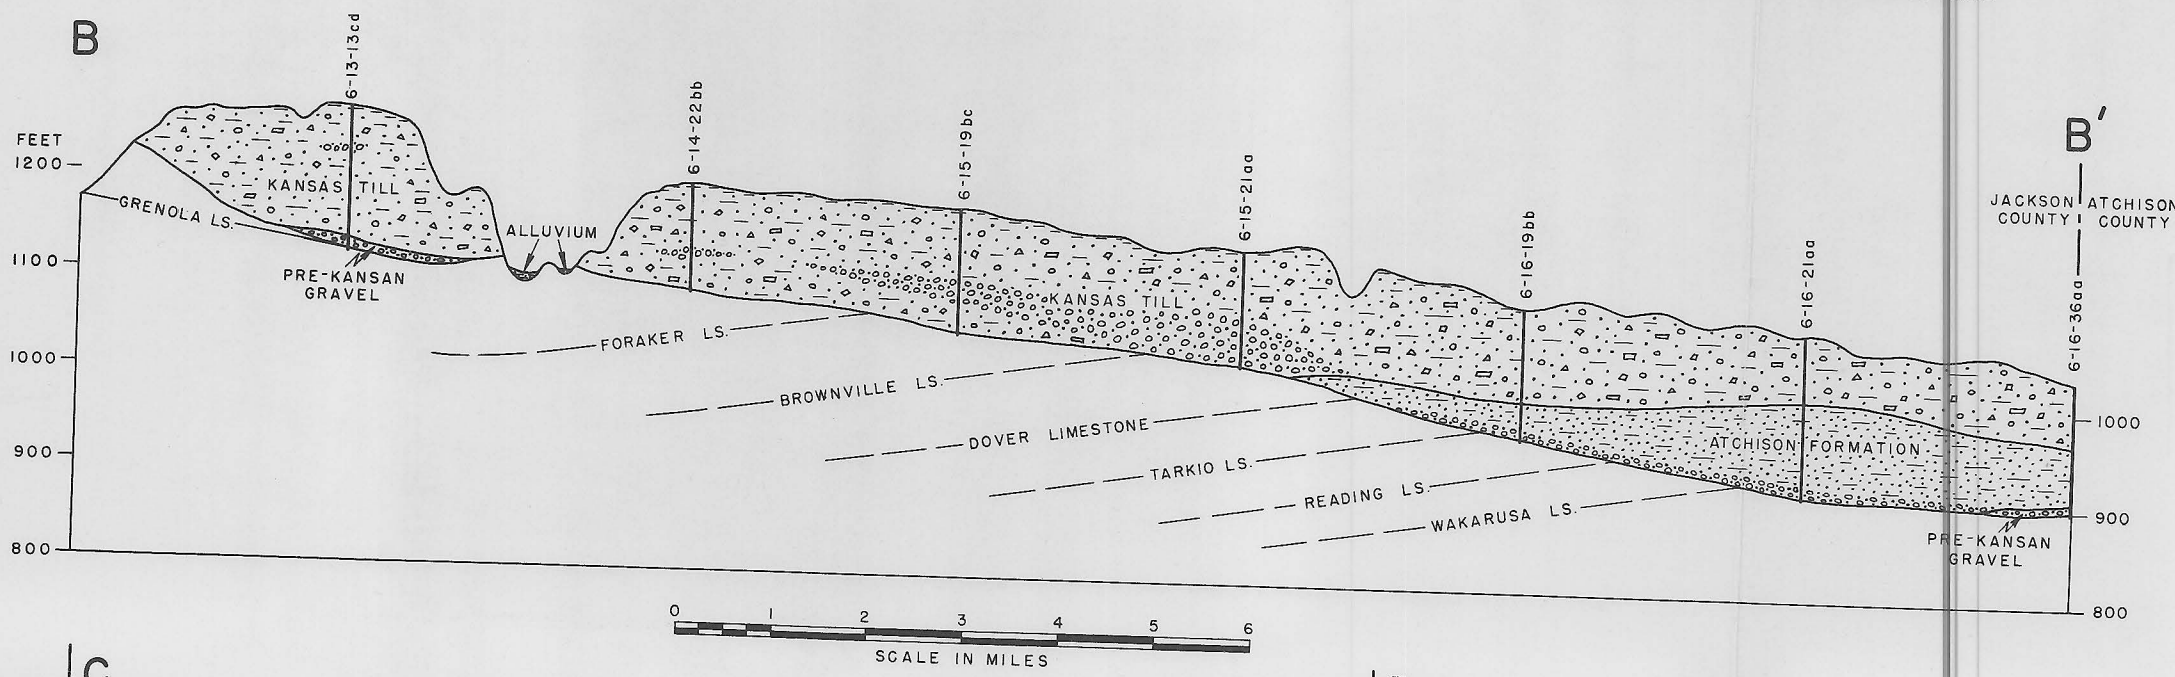 B
B'
6-13-13cd
6-14-22bb
6-15-19bc
6-15-21aa
6-16-19bb
6-16-21aa
6-16-36aa
FEET
1200
1100
1000
900
800
JACKSON COUNTY
ATCHISON COUNTY
KANSAS TILL
GRENOLA LS.
ALLUVIUM
PRE-KANSAN
GRAVEL
KANSAS TILL
FORAKER LS.
BROWNVILLE LS.
DOVER LIMESTONE
TARKIO LS.
READING LS.
WAKARUSA LS.
ATCHISON FORMATION
PRE-KANSAN
GRAVEL
1000
900
800
0 1 2 3 4 5 6
SCALE IN MILES
C